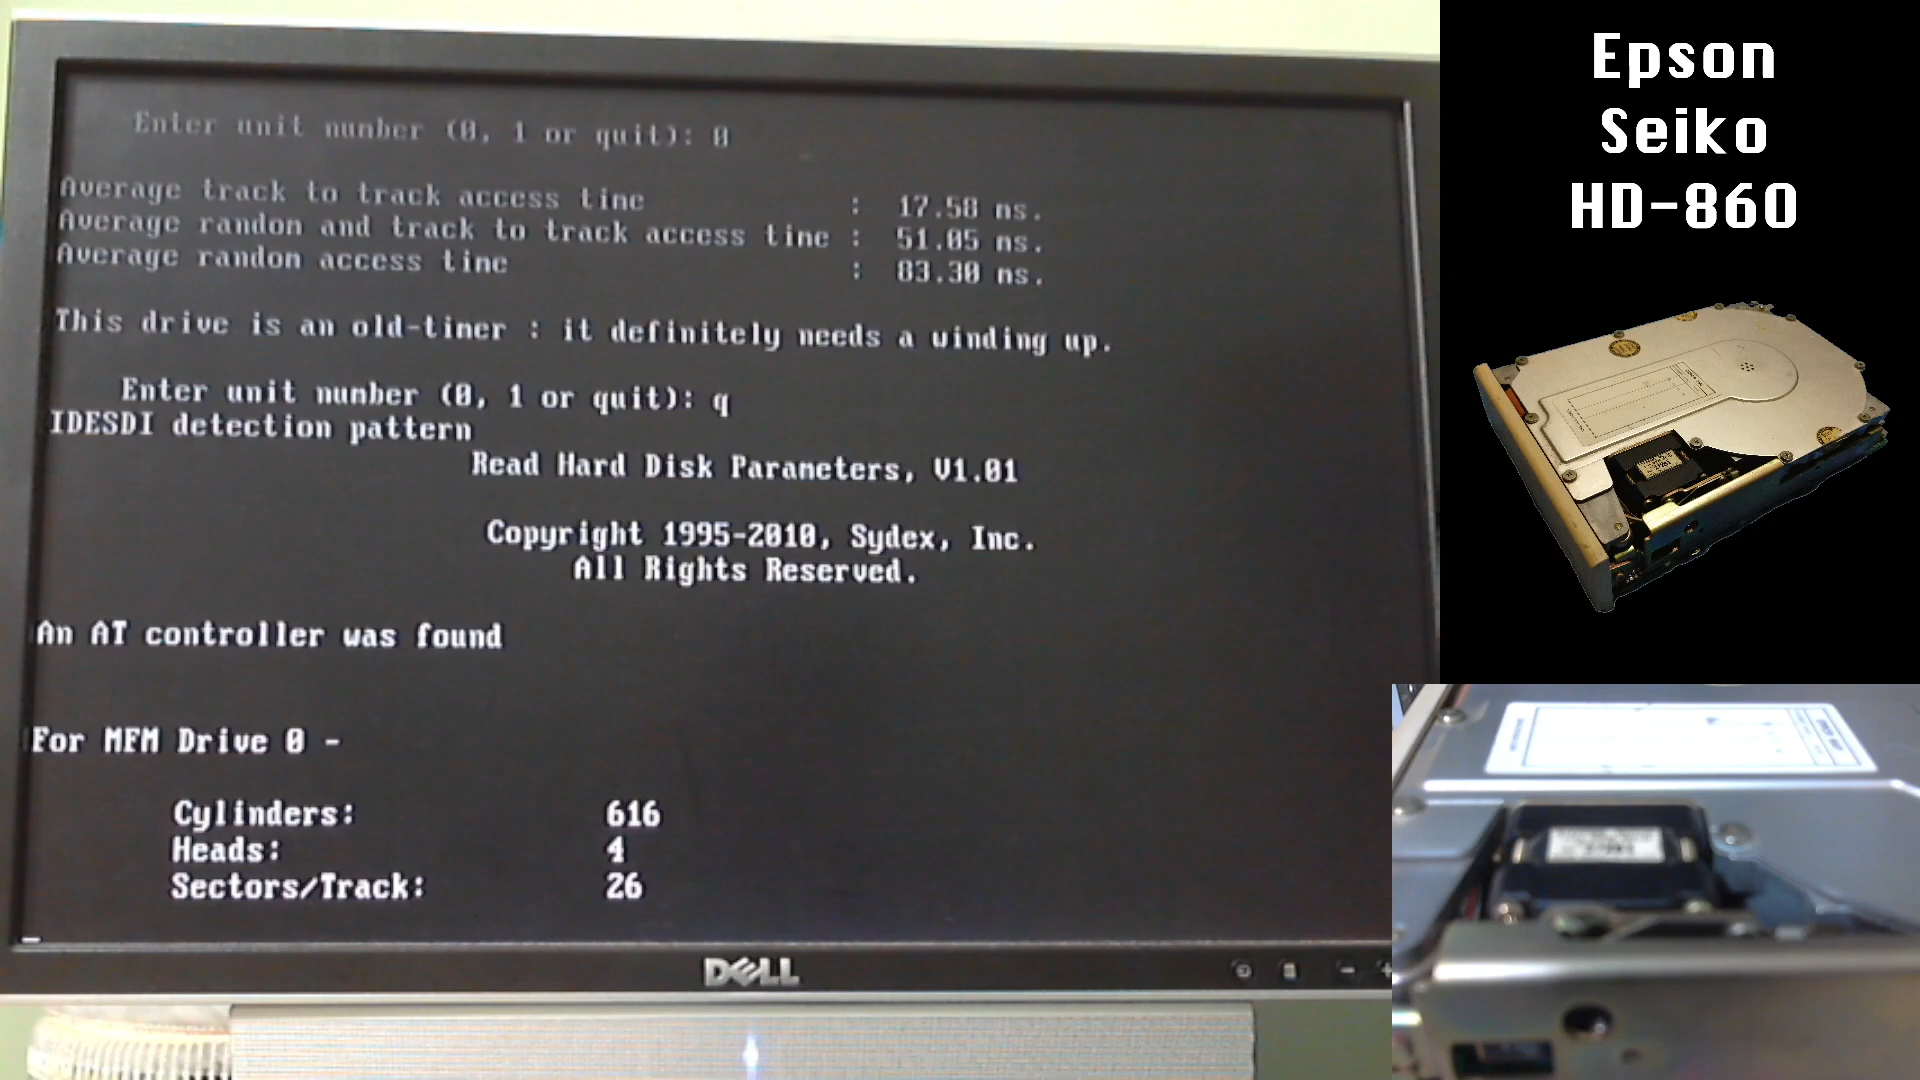 Enter unit number (0, 1 or quit): 0
Average track to track access time : 17.58 ms.
Average random and track to track access time : 51.05 ms.
Average random access time : 83.30 ms.
This drive is an old-timer : it definitely needs a winding up.
Enter unit number (0, 1 or quit): q
IDESDI detection pattern
Read Hard Disk Parameters, V1.01
Copyright 1995-2010, Sydex, Inc.
All Rights Reserved.
An AT controller was found
For MFM Drive 0 -
Cylinders: 616
Heads: 4
Sectors/Track: 26
DELL
Epson
Seiko
HD-860